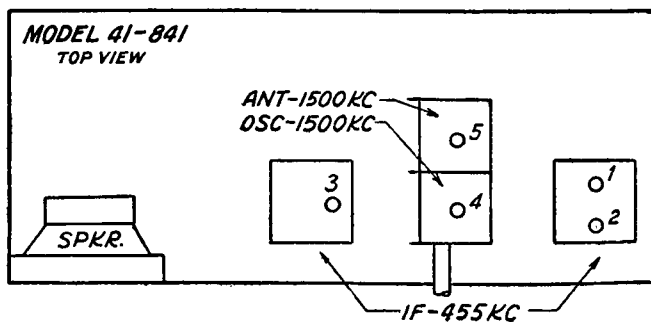 MODEL 41-841
TOP VIEW
ANT-1500KC
OSC-1500KC
5
3
4
1
2
SPKR.
IF-455KC